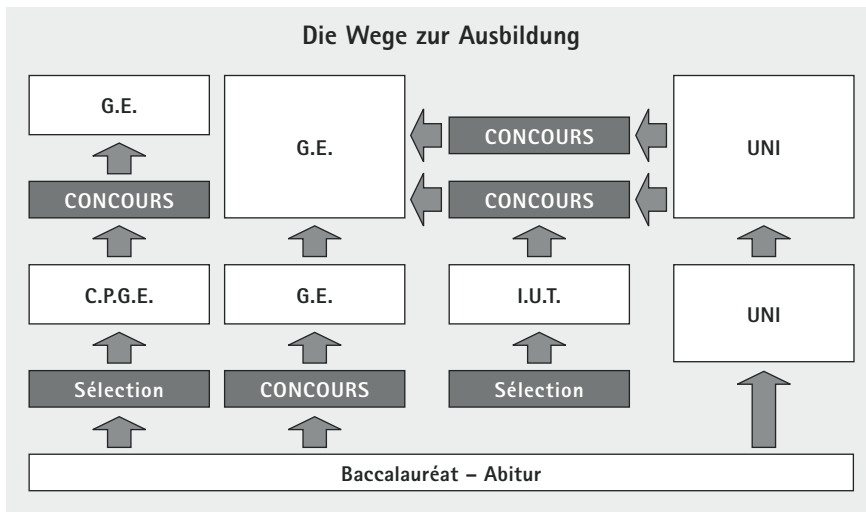 Die Wege zur Ausbildung
G.E.
G.E.
CONCOURS
UNI
CONCOURS
CONCOURS
C.P.G.E.
G.E.
I.U.T.
UNI
Sélection
CONCOURS
Sélection
Baccalauréat – Abitur